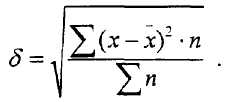 δ = √(∑(x − x̄)² · n / ∑n) .